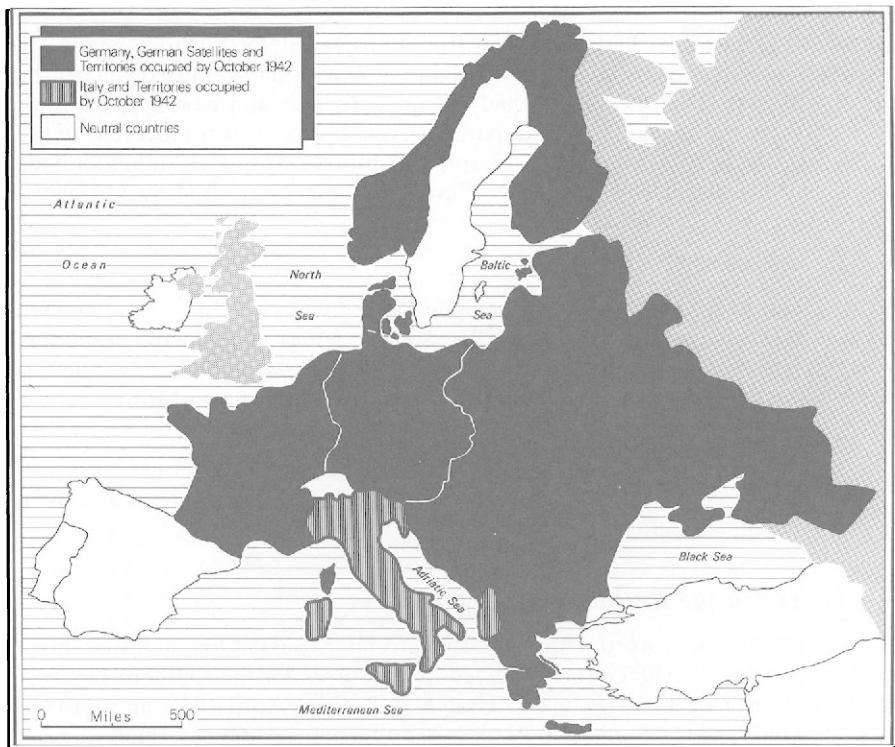 Germany, German Satellites and
Territories occupied by October 1942
Italy and Territories occupied
by October 1942
Neutral countries
Atlantic
Ocean
North
Sea
Baltic
Sea
Black Sea
Adriatic Sea
Mediterranean Sea
0 Miles 500